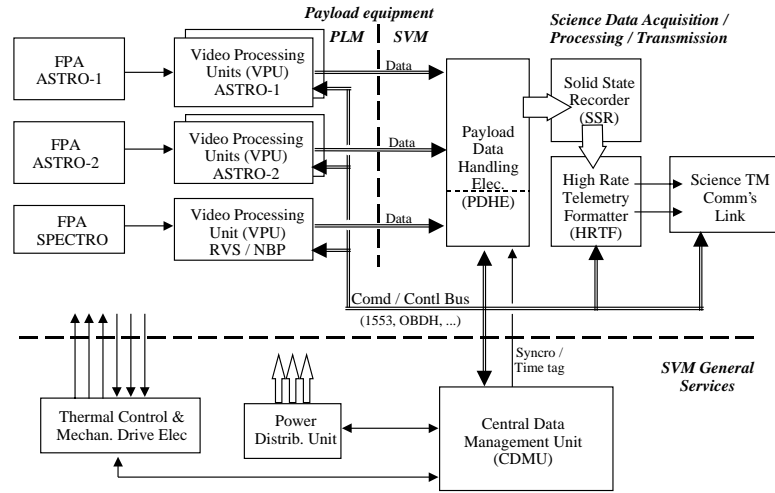 Payload equipment
PLM
SVM
Science Data Acquisition /
Processing / Transmission
FPA
ASTRO-1
Video Processing
Units (VPU)
ASTRO-1
Data
Solid State
Recorder
(SSR)
FPA
ASTRO-2
Video Processing
Units (VPU)
ASTRO-2
Data
Payload
Data
Handling
Elec.
(PDHE)
High Rate
Telemetry
Formatter
(HRTF)
Science TM
Comm's
Link
FPA
SPECTRO
Video Processing
Unit (VPU)
RVS / NBP
Data
Comd / Contl Bus
(1553, OBDH, ...)
Syncro /
Time tag
SVM General
Services
Thermal Control &
Mechan. Drive Elec
Power
Distrib. Unit
Central Data
Management Unit
(CDMU)